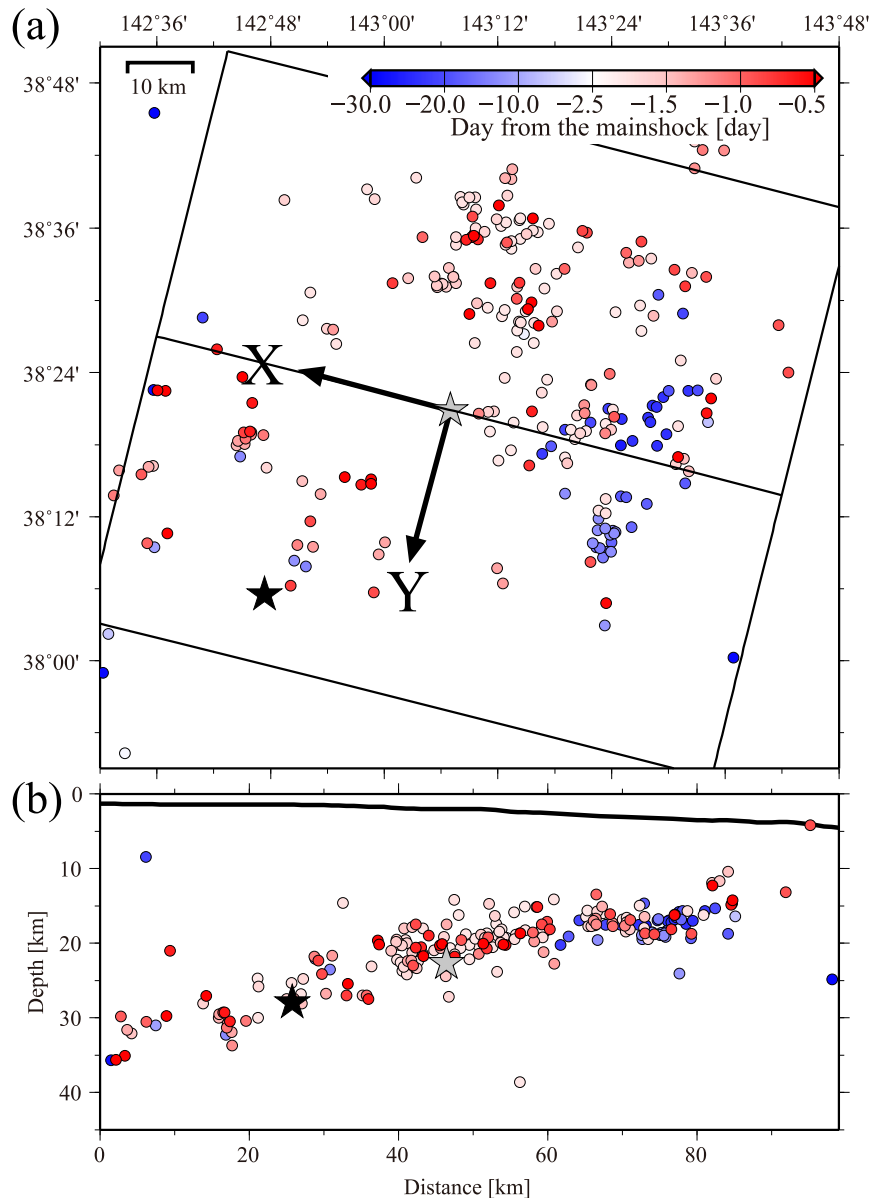 (a)
142˚36' 142˚48' 143˚00' 143˚12' 143˚24' 143˚36' 143˚48'
38˚48'
10 km
−30.0 −20.0 −10.0 −2.5 −1.5 −1.0 −0.5
Day from the mainshock [day]
38˚36'
38˚24'
X
38˚12'
Y
38˚00'
(b)
0
10
20
30
40
Depth [km]
0 20 40 60 80
Distance [km]